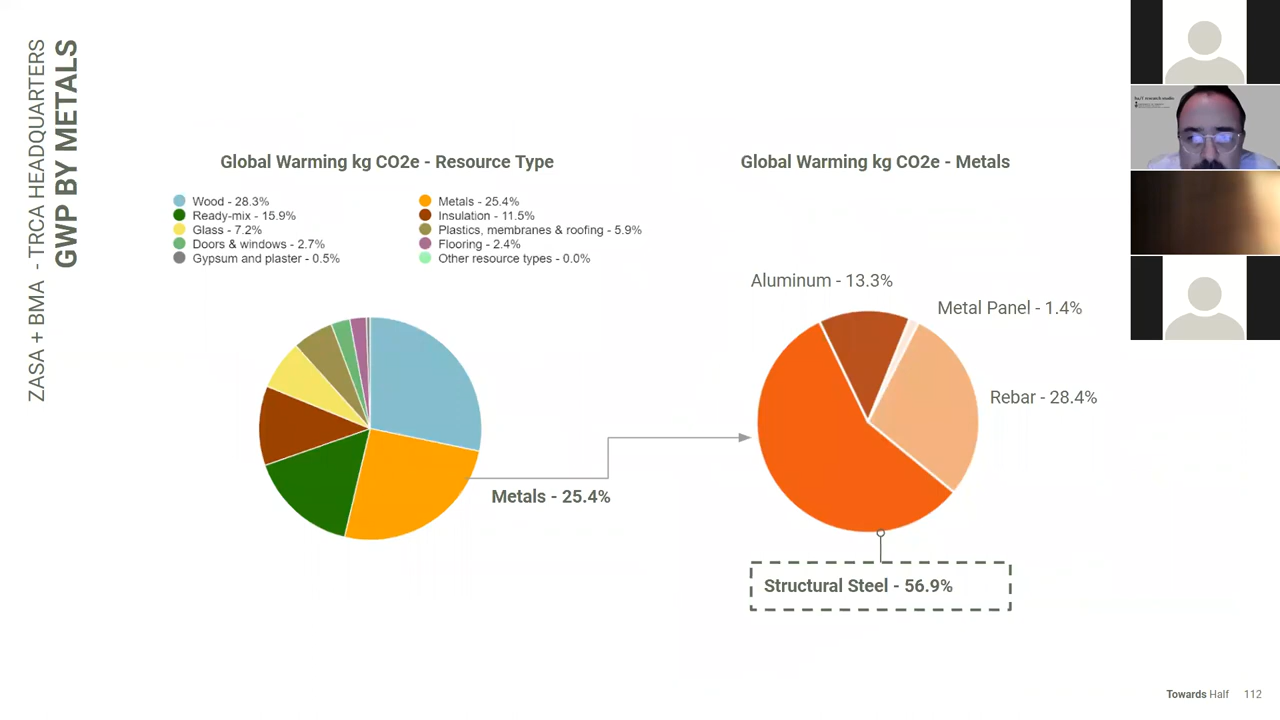 ZASA + BMA - TRCA HEADQUARTERS
GWP BY METALS
Global Warming kg CO2e - Resource Type
Wood - 28.3%
Ready-mix - 15.9%
Glass - 7.2%
Doors & windows - 2.7%
Gypsum and plaster - 0.5%
Metals - 25.4%
Insulation - 11.5%
Plastics, membranes & roofing - 5.9%
Flooring - 2.4%
Other resource types - 0.0%
Metals - 25.4%
Global Warming kg CO2e - Metals
Aluminum - 13.3%
Metal Panel - 1.4%
Rebar - 28.4%
Structural Steel - 56.9%
Towards Half 112